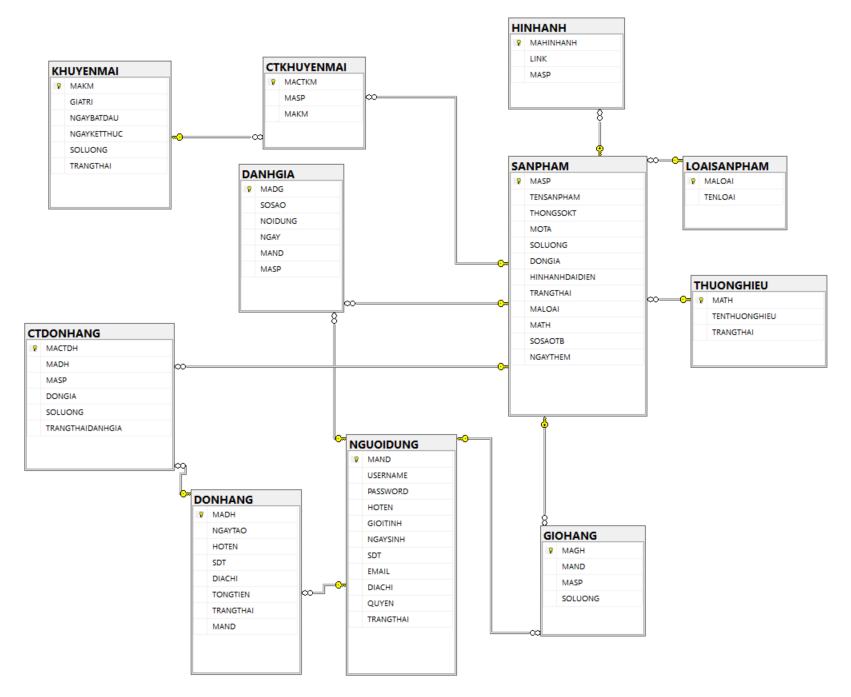 HINHANH
MAHINHANH
LINK
MASP
CTKHUYENMAI
MACTKM
MASP
MAKM
KHUYENMAI
MAKM
GIATRI
NGAYBATDAU
NGAYKETTHUC
SOLUONG
TRANGTHAI
DANHGIA
MADG
SOSAO
NOIDUNG
NGAY
MAND
MASP
SANPHAM
MASP
TENSANPHAM
THONGSOKT
MOTA
SOLUONG
DONGIA
HINHANHDAIDIEN
TRANGTHAI
MALOAI
MATH
SOSAOTB
NGAYTHEM
LOAISANPHAM
MALOAI
TENLOAI
THUONGHIEU
MATH
TENTHUONGHIEU
TRANGTHAI
CTDONHANG
MACTDH
MADH
MASP
DONGIA
SOLUONG
TRANGTHAIDANHGIA
NGUOIDUNG
MAND
USERNAME
PASSWORD
HOTEN
GIOITINH
NGAYSINH
SDT
EMAIL
DIACHI
QUYEN
TRANGTHAI
DONHANG
MADH
NGAYTAO
HOTEN
SDT
DIACHI
TONGTIEN
TRANGTHAI
MAND
GIOHANG
MAGH
MAND
MASP
SOLUONG